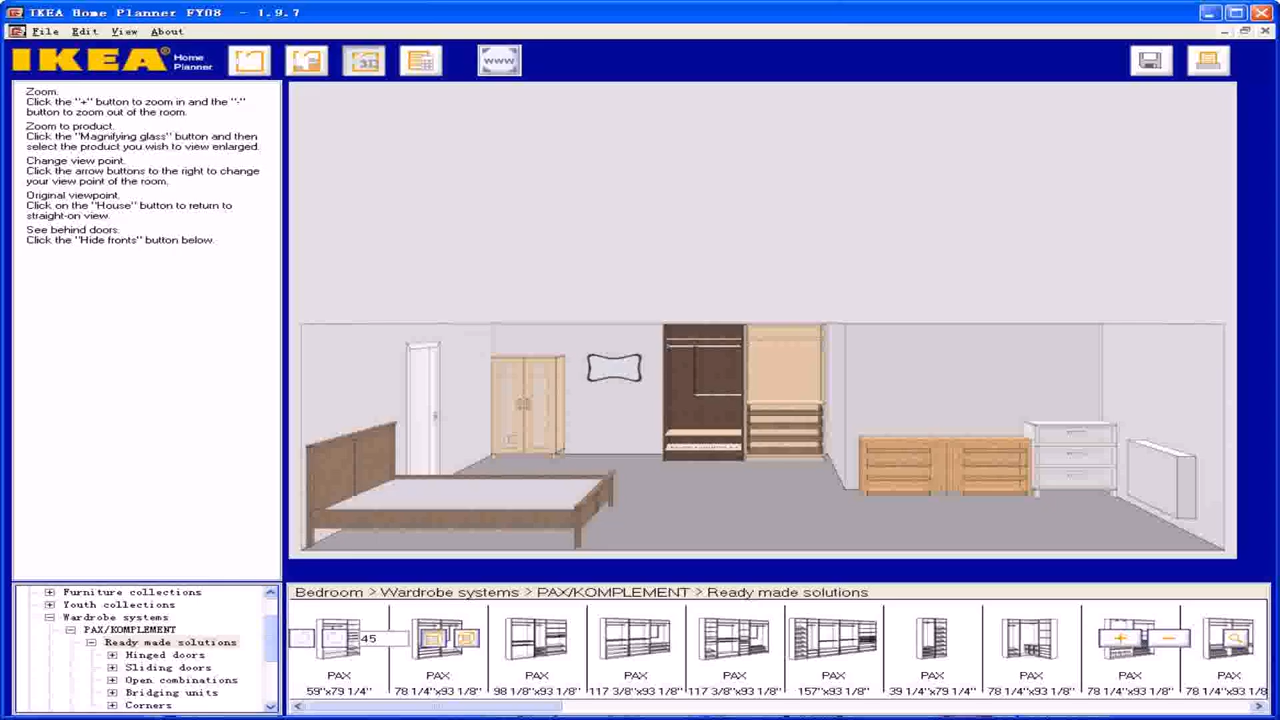 IKEA Home Planner FY08 - 1.9.7
File Edit View About
IKEA® Home Planner
3D
www
Zoom.
Click the "+" button to zoom in and the "-"
button to zoom out of the room.
Zoom to product.
Click the "Magnifying glass" button and then
select the product you wish to view enlarged.
Change view point.
Click the arrow buttons to the right to change
your view point of the room.
Original viewpoint.
Click on the "House" button to return to
straight-on view.
See behind doors.
Click the "Hide fronts" button below.
Furniture collections
Youth collections
Wardrobe systems
PAX/KOMPLEMENT
Ready made solutions
Hinged doors
Sliding doors
Open combinations
Bridging units
Corners
Bedroom > Wardrobe systems > PAX/KOMPLEMENT > Ready made solutions
45
PAX PAX PAX PAX PAX PAX PAX PAX PAX PAX
59"x79 1/4" 78 1/4"x93 1/8" 98 1/8"x93 1/8" 117 3/8"x93 1/8" 117 3/8"x93 1/8" 157"x93 1/8" 39 1/4"x79 1/4" 78 1/4"x93 1/8" 78 1/4"x93 1/8" 78 1/4"x93 1/8